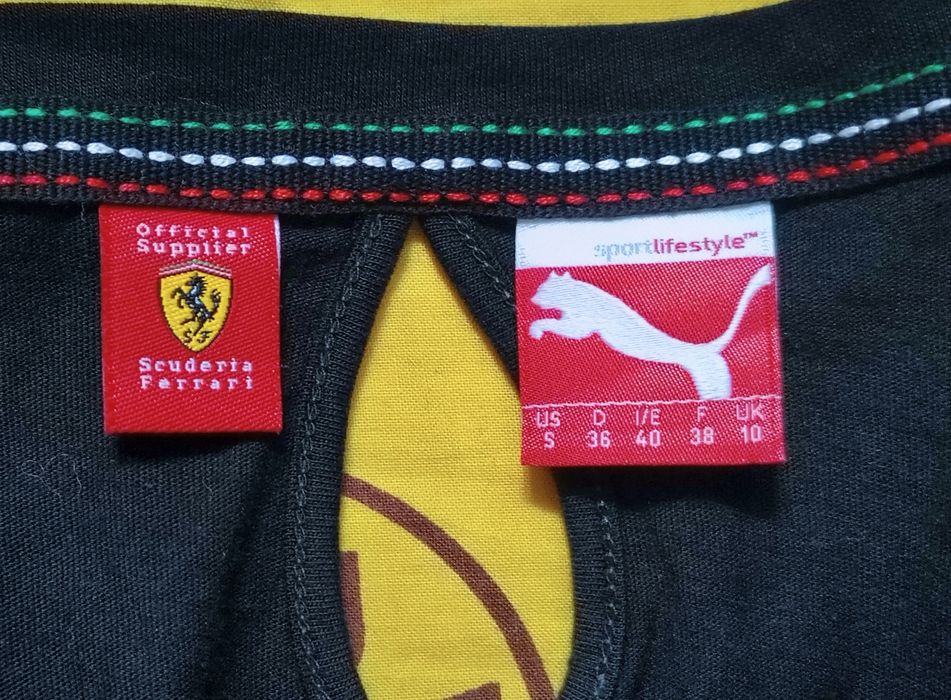 Official
Supplier
S F
Scuderia
Ferrari
sportlifestyle™
US D I/E F UK
S 36 40 38 10